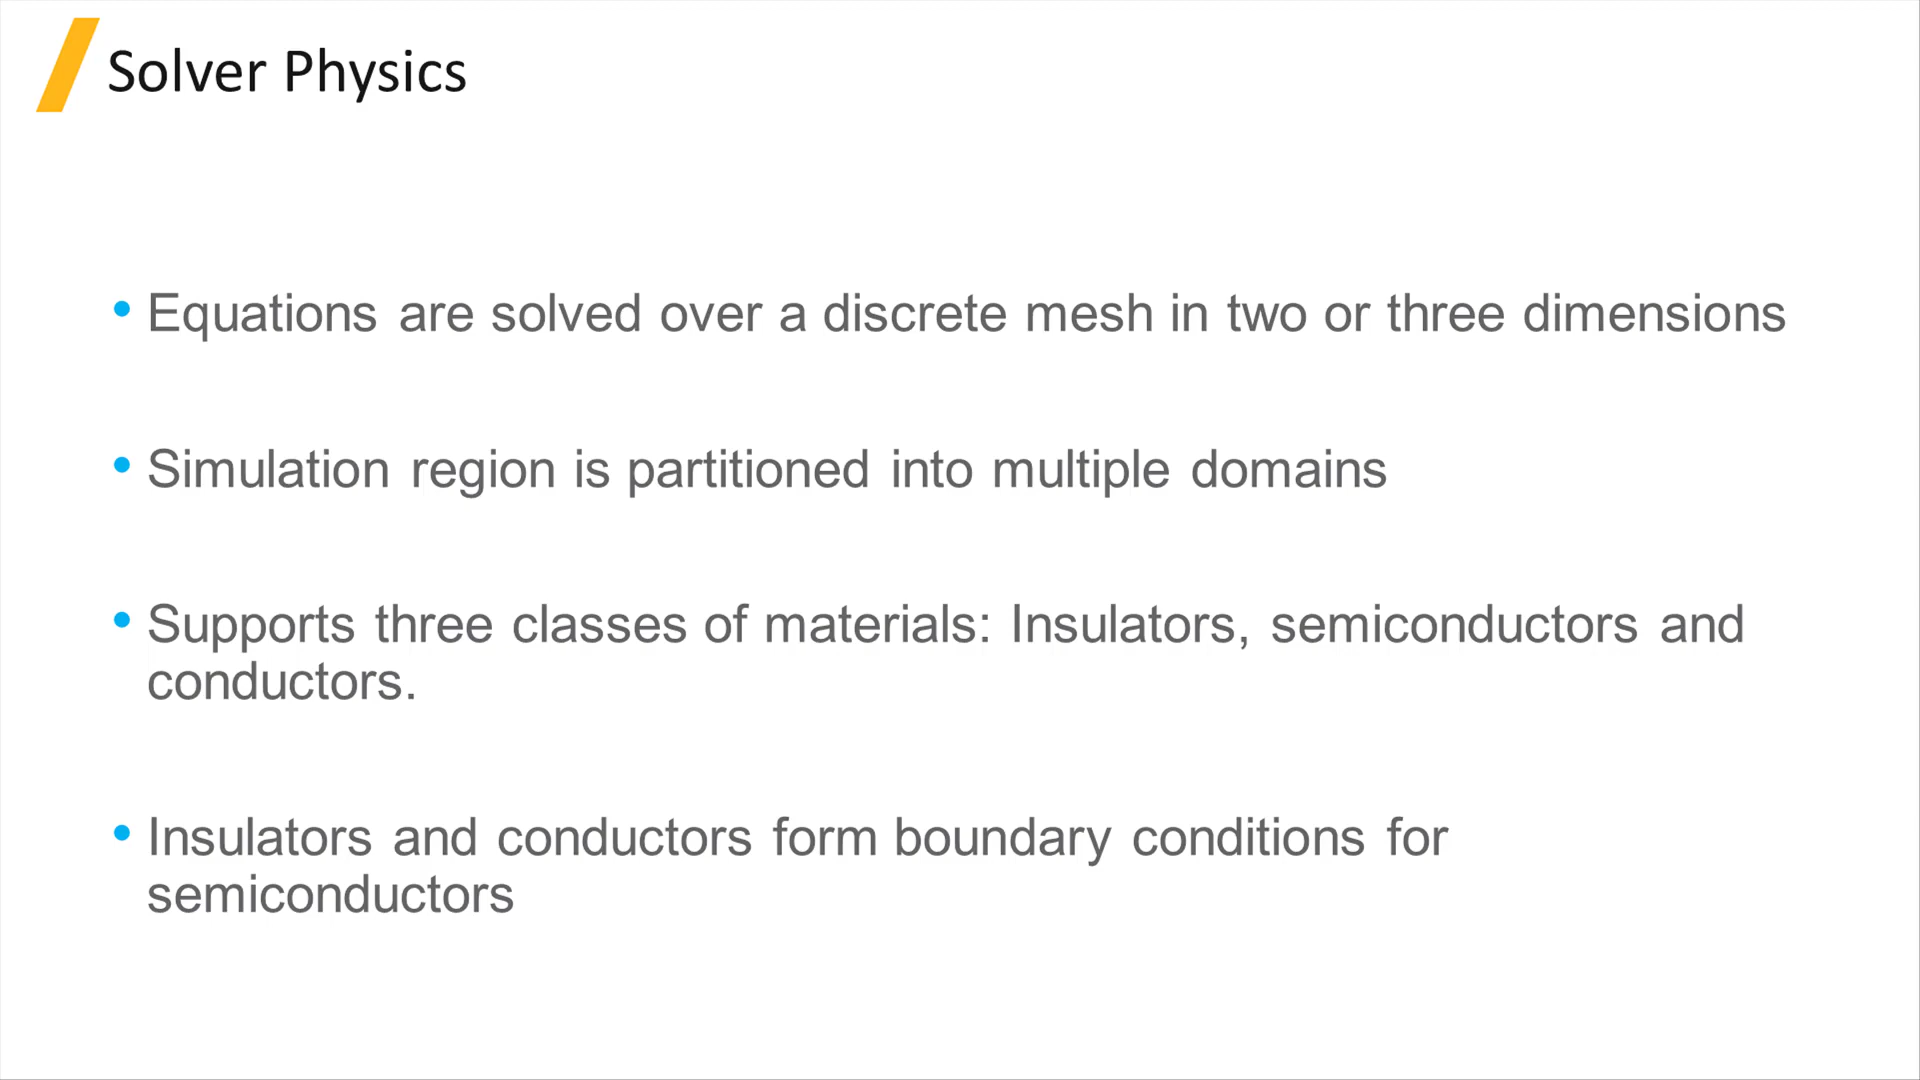 Solver Physics
• Equations are solved over a discrete mesh in two or three dimensions
• Simulation region is partitioned into multiple domains
• Supports three classes of materials: Insulators, semiconductors and
conductors.
• Insulators and conductors form boundary conditions for
semiconductors